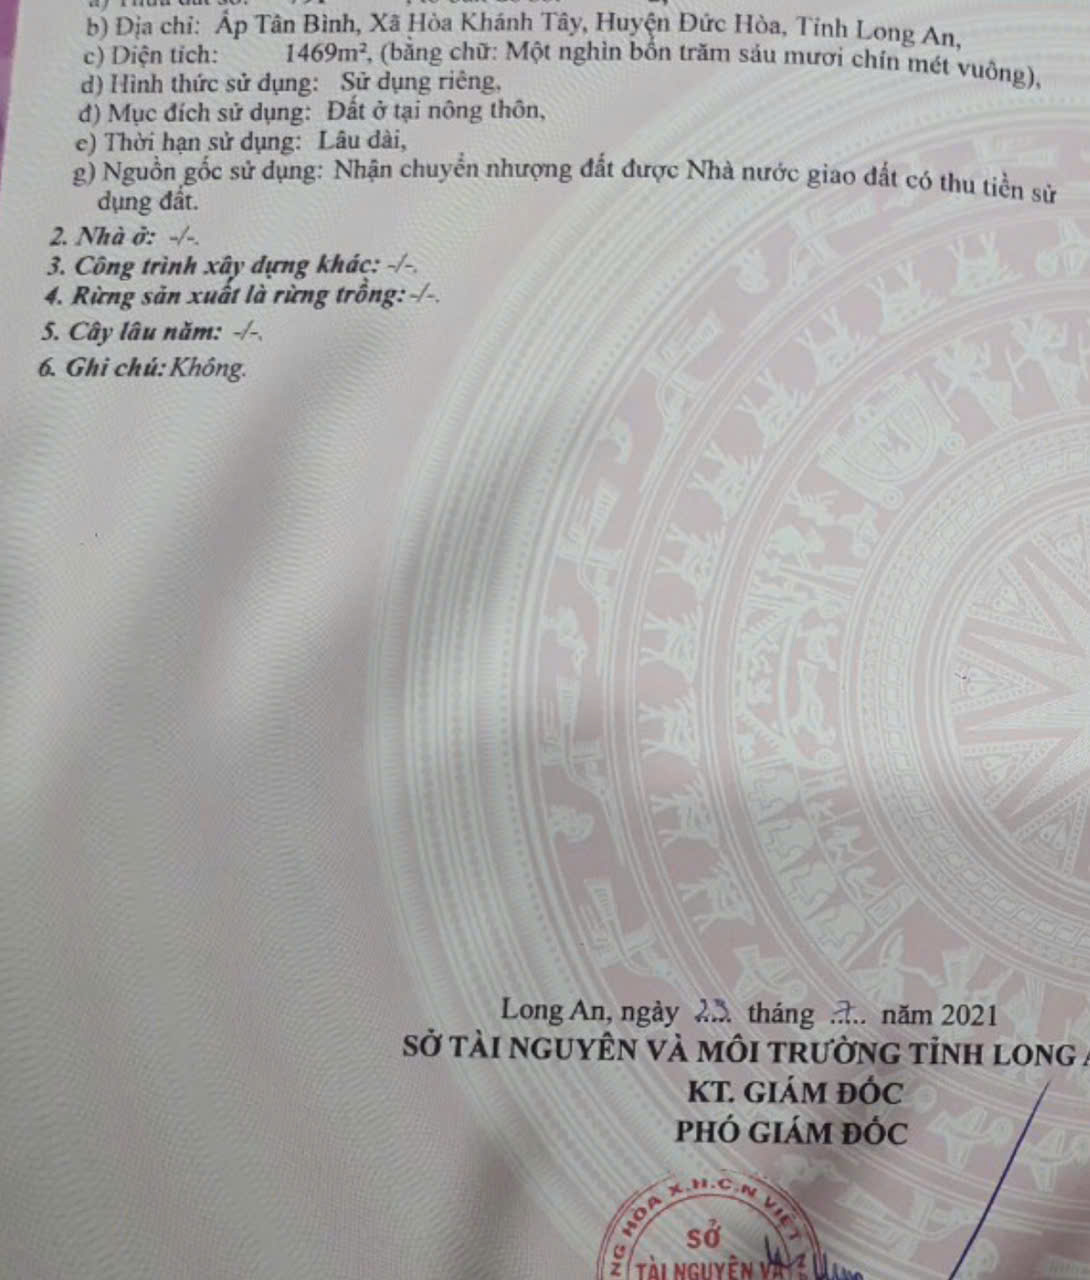 b) Địa chỉ: Ấp Tân Bình, Xã Hòa Khánh Tây, Huyện Đức Hòa, Tỉnh Long An,
c) Diện tích: 1469m², (bằng chữ: Một nghìn bốn trăm sáu mươi chín mét vuông),
d) Hình thức sử dụng: Sử dụng riêng,
đ) Mục đích sử dụng: Đất ở tại nông thôn,
e) Thời hạn sử dụng: Lâu dài,
g) Nguồn gốc sử dụng: Nhận chuyển nhượng đất được Nhà nước giao đất có thu tiền sử
dụng đất.
2. Nhà ở: -/-.
3. Công trình xây dựng khác: -/-.
4. Rừng sản xuất là rừng trồng: -/-.
5. Cây lâu năm: -/-.
6. Ghi chú: Không.
Long An, ngày 23 tháng 7 năm 2021
SỞ TÀI NGUYÊN VÀ MÔI TRƯỜNG TỈNH LONG
KT. GIÁM ĐỐC
PHÓ GIÁM ĐỐC
HÒA X.H.C.N VIỆT
SỞ
TÀI NGUYÊN VÀ